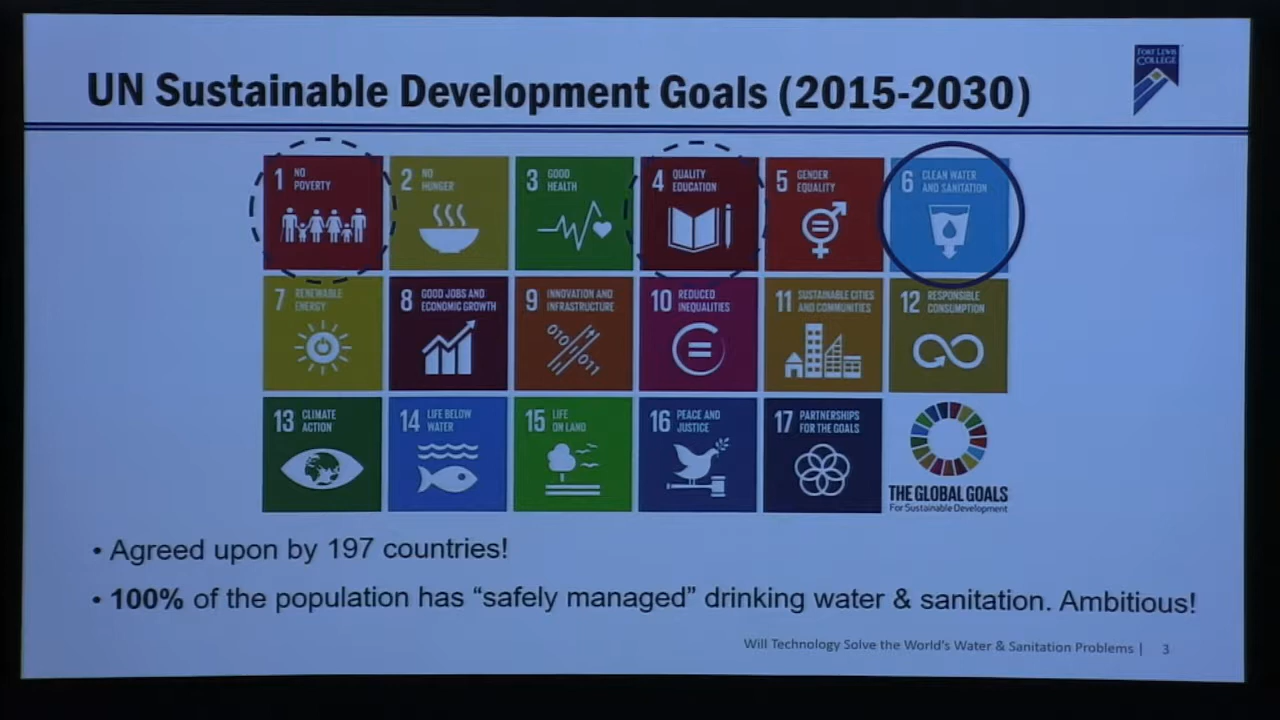 UN Sustainable Development Goals (2015-2030)
FORT LEWIS
COLLEGE
1 NO
POVERTY
2 NO
HUNGER
3 GOOD
HEALTH
4 QUALITY
EDUCATION
5 GENDER
EQUALITY
6 CLEAN WATER
AND SANITATION
7 RENEWABLE
ENERGY
8 GOOD JOBS AND
ECONOMIC GROWTH
9 INNOVATION AND
INFRASTRUCTURE
010
011
10 REDUCED
INEQUALITIES
11 SUSTAINABLE CITIES
AND COMMUNITIES
12 RESPONSIBLE
CONSUMPTION
13 CLIMATE
ACTION
14 LIFE BELOW
WATER
15 LIFE
ON LAND
16 PEACE AND
JUSTICE
17 PARTNERSHIPS
FOR THE GOALS
THE GLOBAL GOALS
For Sustainable Development
• Agreed upon by 197 countries!
• 100% of the population has “safely managed” drinking water & sanitation. Ambitious!
Will Technology Solve the World's Water & Sanitation Problems | 3